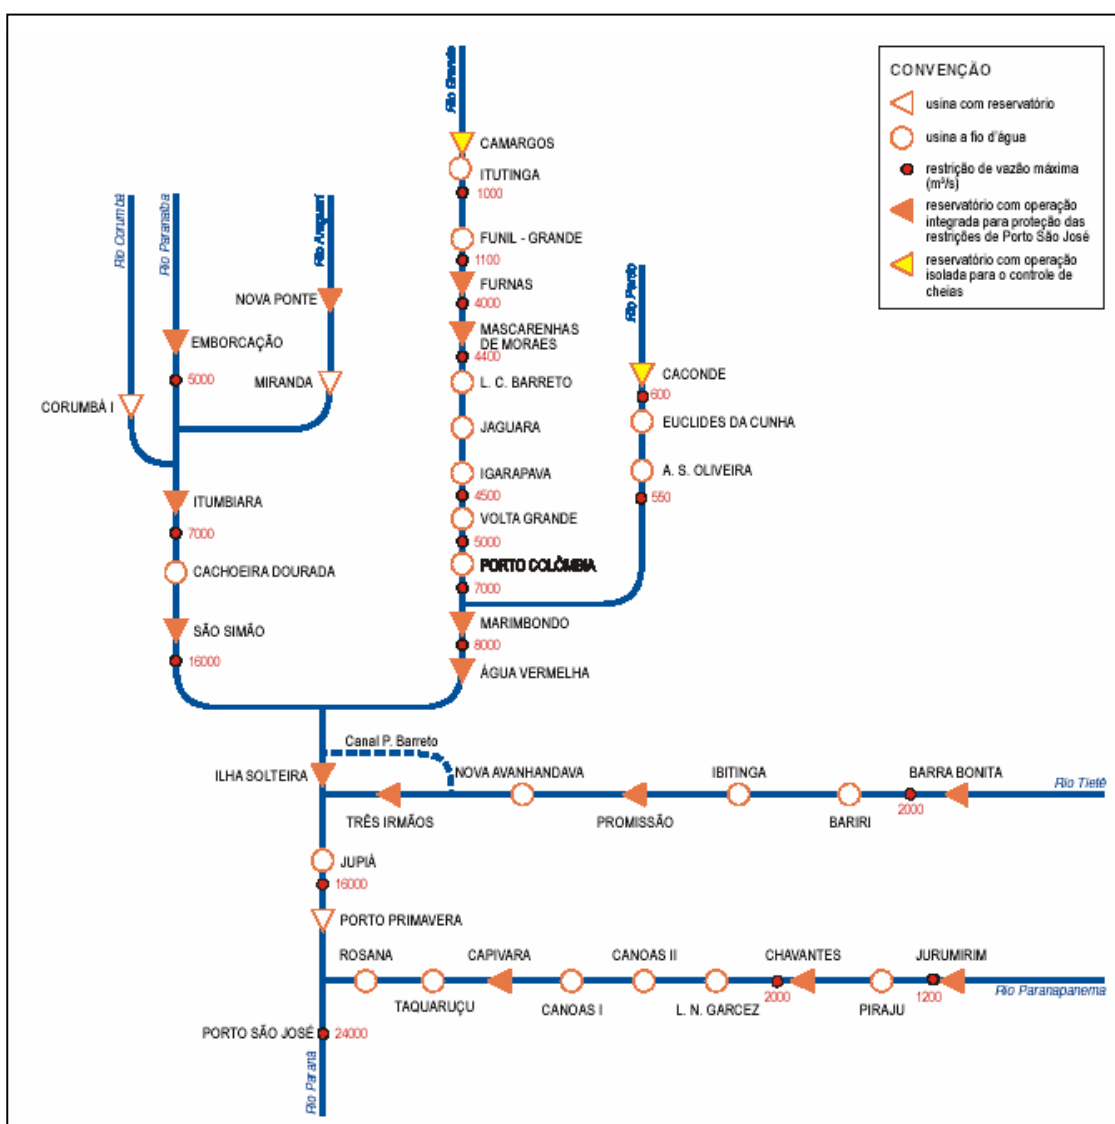 CONVENÇÃO
usina com reservatório
usina a fio d'água
restrição de vazão máxima
(m³/s)
reservatório com operação
integrada para proteção das
restrições de Porto São José
reservatório com operação
isolada para o controle de
cheias
Rio Grande
CAMARGOS
ITUTINGA
1000
FUNIL - GRANDE
1100
FURNAS
4000
MASCARENHAS
DE MORAES
4400
L. C. BARRETO
JAGUARA
IGARAPAVA
4500
VOLTA GRANDE
5000
PORTO COLÔMBIA
7000
MARIMBONDO
8000
ÁGUA VERMELHA
Rio Corumbá
Rio Paranaíba
Rio Araguari
NOVA PONTE
EMBORCAÇÃO
5000
MIRANDA
CORUMBÁ I
ITUMBIARA
7000
CACHOEIRA DOURADA
SÃO SIMÃO
16000
Rio Pardo
CACONDE
600
EUCLIDES DA CUNHA
A. S. OLIVEIRA
550
Canal P. Barreto
ILHA SOLTEIRA
NOVA AVANHANDAVA
IBITINGA
BARRA BONITA
Rio Tietê
TRÊS IRMÃOS
PROMISSÃO
BARIRI
2000
JUPIÁ
16000
PORTO PRIMAVERA
ROSANA
CAPIVARA
CANOAS II
CHAVANTES
JURUMIRIM
TAQUARUÇU
CANOAS I
L. N. GARCEZ
2000
PIRAJU
1200
Rio Paranapanema
PORTO SÃO JOSÉ
24000
Rio Paraná